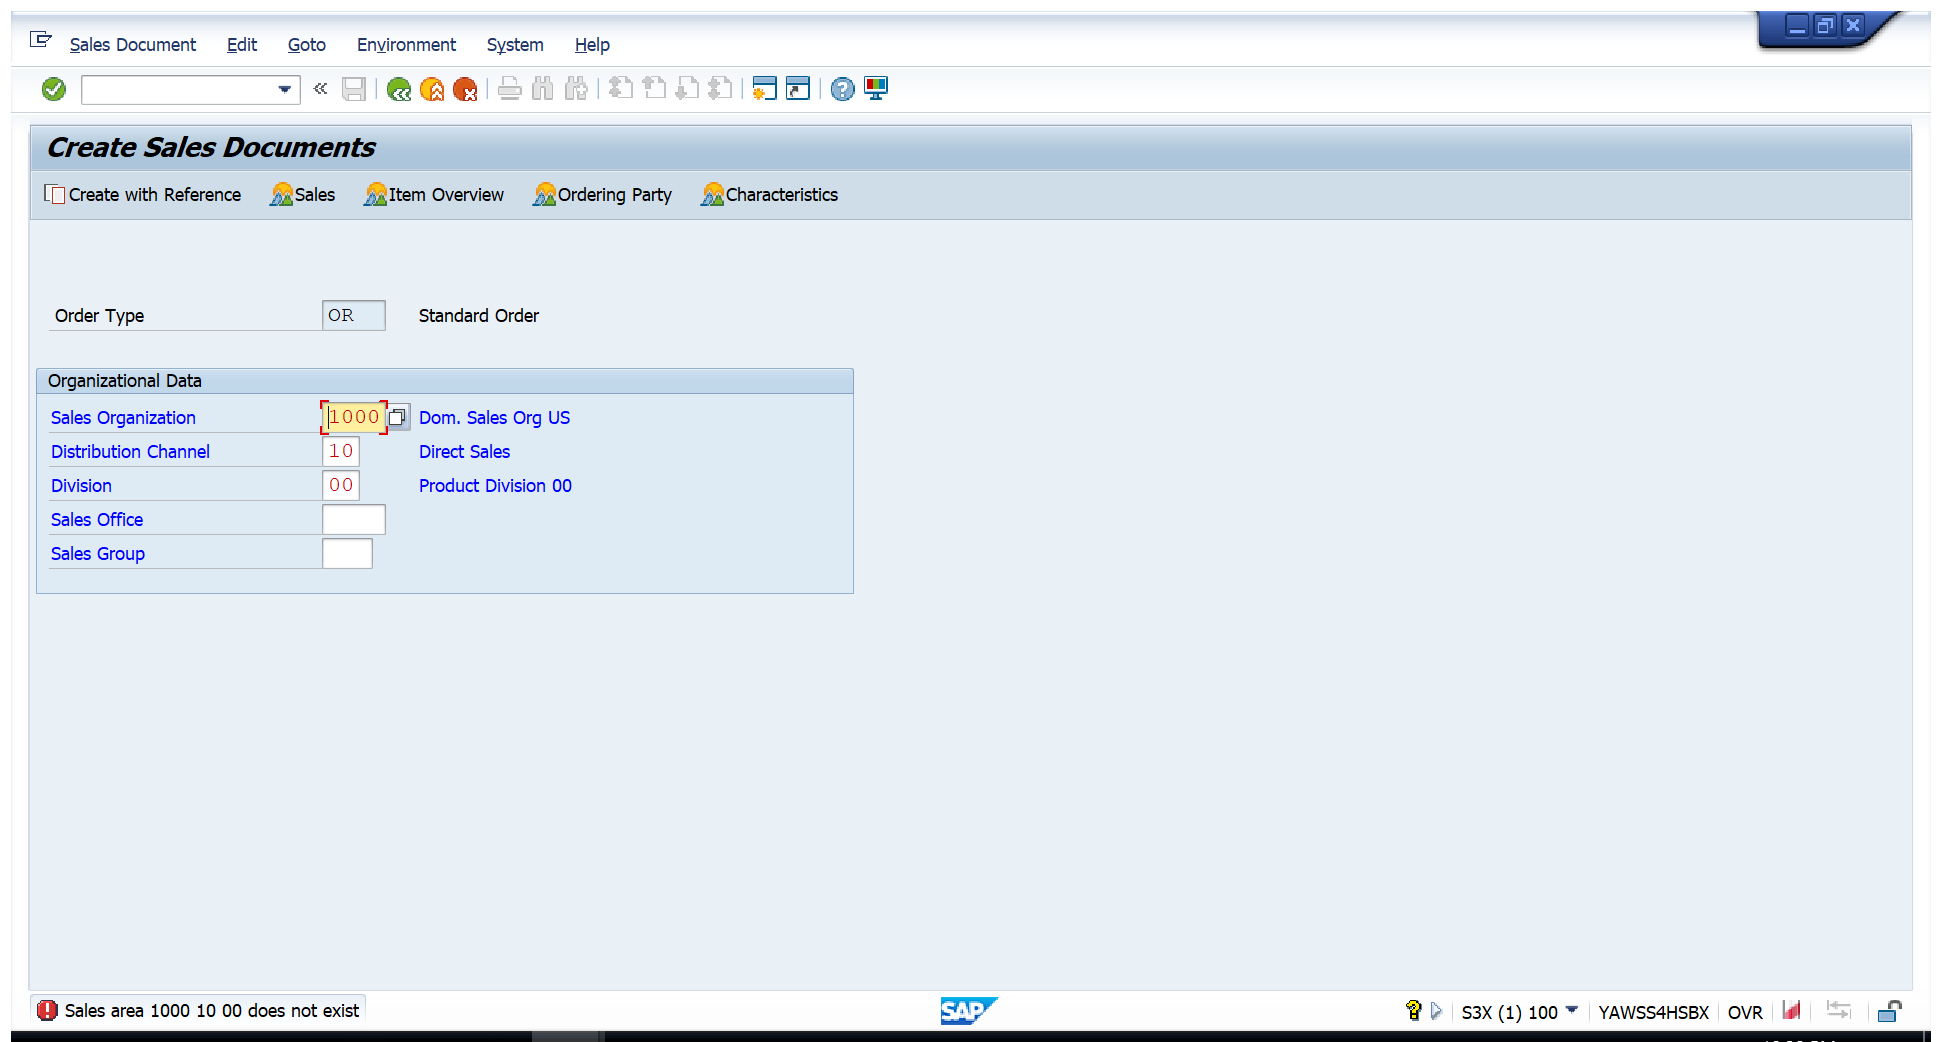 Sales Document Edit Goto Environment System Help
Create Sales Documents
Create with Reference Sales Item Overview Ordering Party Characteristics
Order Type OR Standard Order
Organizational Data
Sales Organization 1000 Dom. Sales Org US
Distribution Channel 10 Direct Sales
Division 00 Product Division 00
Sales Office
Sales Group
Sales area 1000 10 00 does not exist SAP S3X (1) 100 YAWSS4HSBX OVR